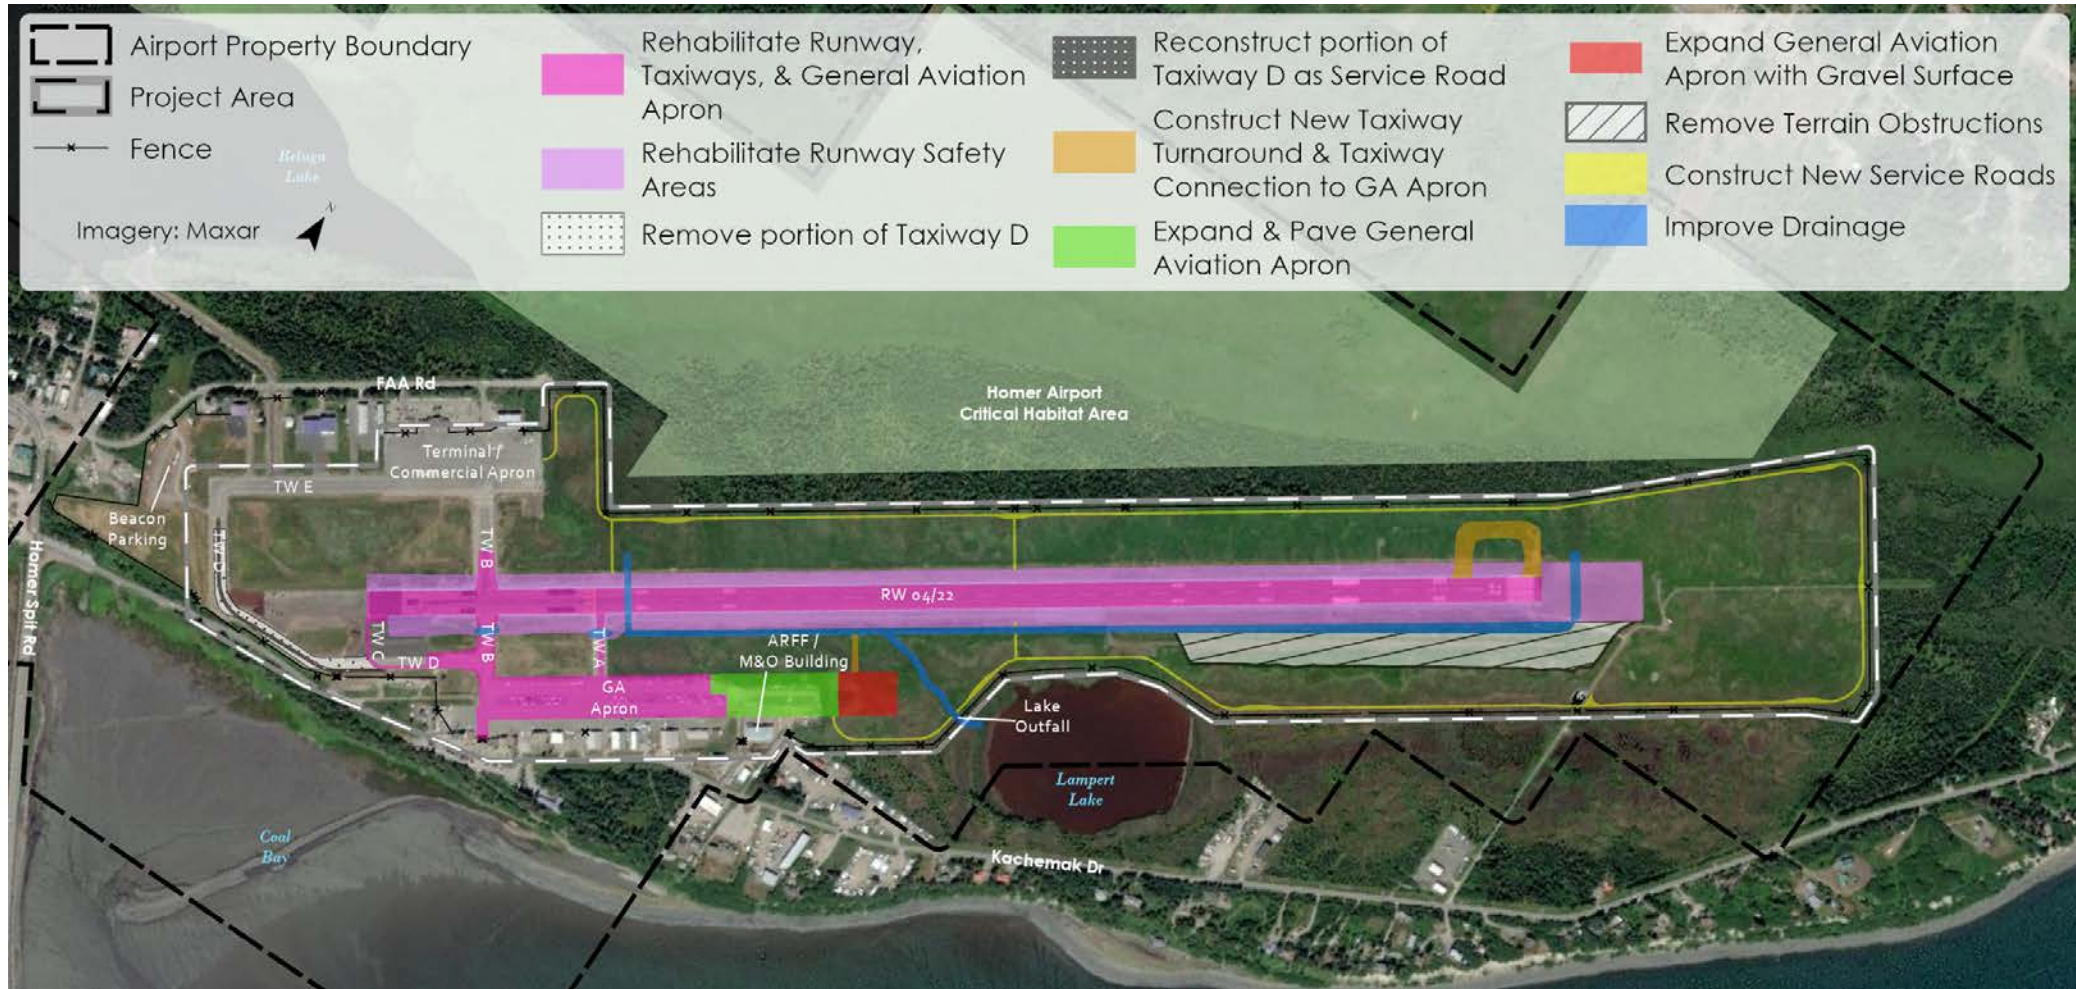 Airport Property Boundary
Project Area
Fence
Beluga
Lake
Imagery: Maxar
N
Rehabilitate Runway,
Taxiways, & General Aviation
Apron
Rehabilitate Runway Safety
Areas
Remove portion of Taxiway D
Reconstruct portion of
Taxiway D as Service Road
Construct New Taxiway
Turnaround & Taxiway
Connection to GA Apron
Expand & Pave General
Aviation Apron
Expand General Aviation
Apron with Gravel Surface
Remove Terrain Obstructions
Construct New Service Roads
Improve Drainage
FAA Rd
Homer Airport
Critical Habitat Area
Terminal /
Commercial Apron
TW E
Beacon
Parking
TW D
TW B
Homer Spit Rd
RW 04/22
TW C
TW B
TW A
TW D
ARFF /
M&O Building
GA
Apron
Lake
Outfall
Lampert
Lake
Coal
Bay
Kachemak Dr